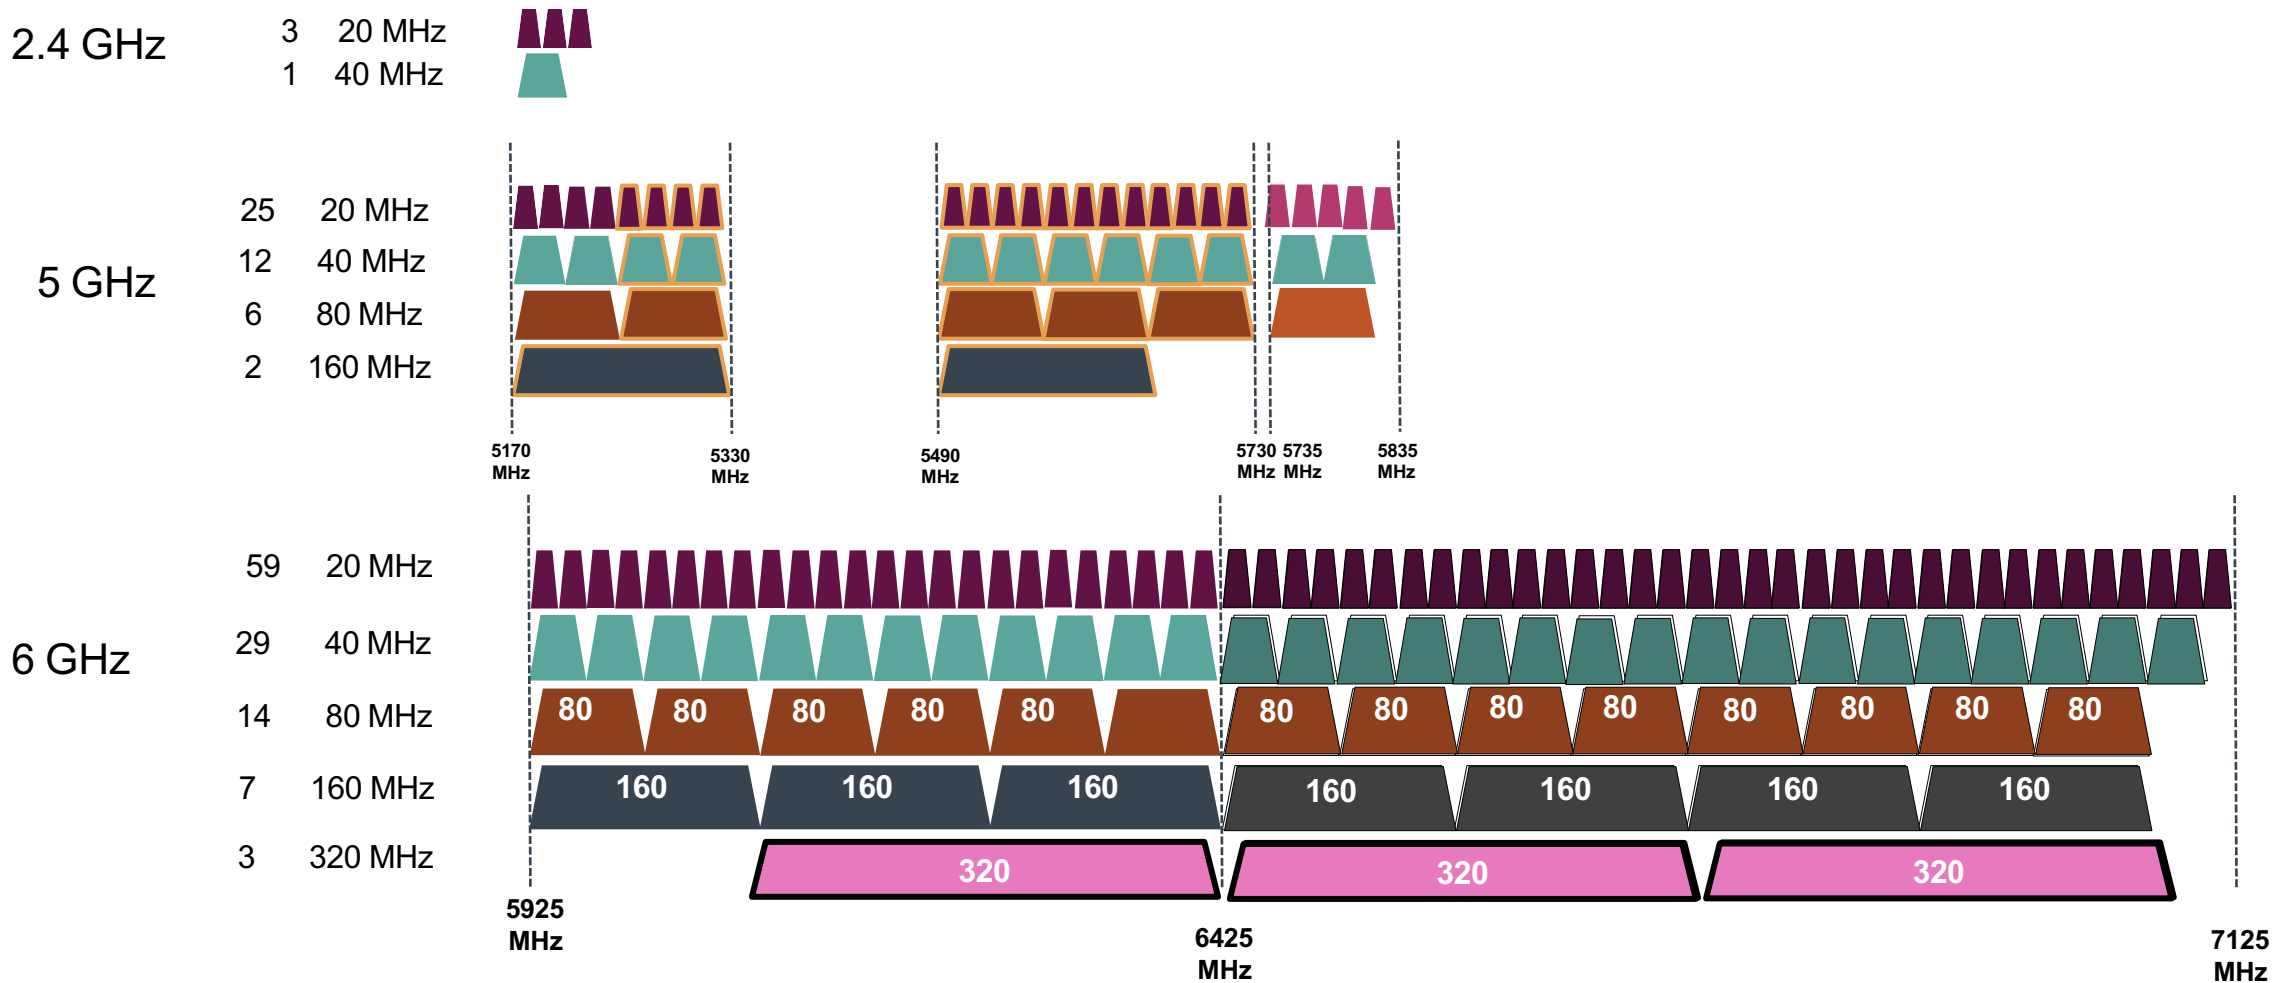 2.4 GHz
3 20 MHz
1 40 MHz
5 GHz
25 20 MHz
12 40 MHz
6 80 MHz
2 160 MHz
5170
MHz
5330
MHz
5490
MHz
5730
MHz
5735
MHz
5835
MHz
6 GHz
59 20 MHz
29 40 MHz
14 80 MHz
80 80 80 80 80 80 80 80 80 80 80 80 80
7 160 MHz
160 160 160 160 160 160 160
3 320 MHz
320 320 320
5925
MHz
6425
MHz
7125
MHz